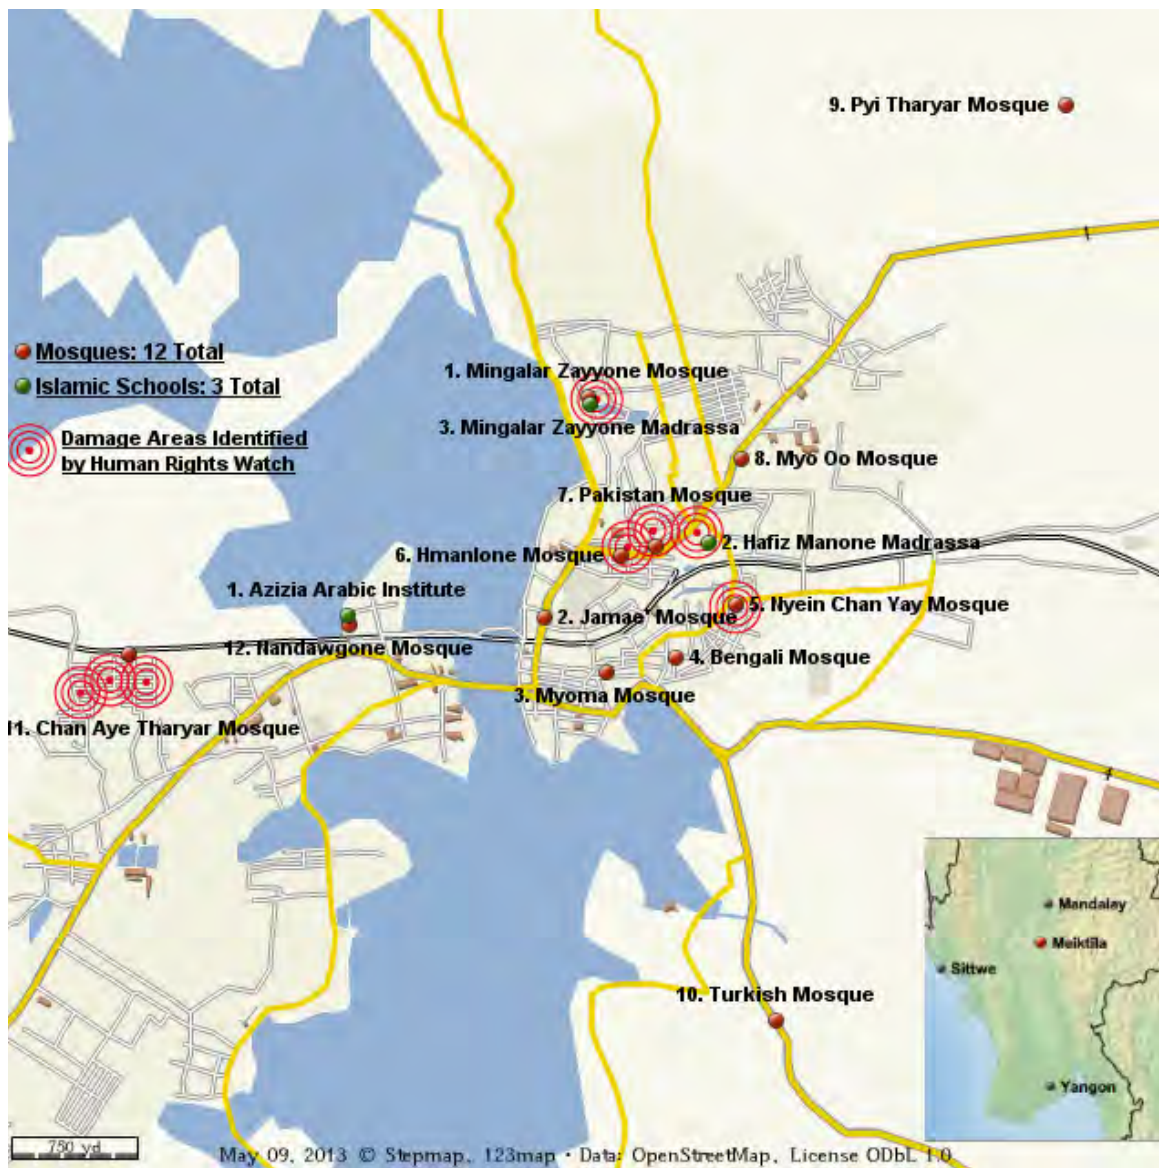 9. Pyi Tharyar Mosque
Mosques: 12 Total
Islamic Schools: 3 Total
Damage Areas Identified
by Human Rights Watch
1. Mingalar Zayyone Mosque
3. Mingalar Zayyone Madrassa
8. Myo Oo Mosque
7. Pakistan Mosque
2. Hafiz Manone Madrassa
6. Hmanlone Mosque
1. Azizia Arabic Institute
5. Nyein Chan Yay Mosque
2. Jamae' Mosque
12. Nandawgone Mosque
4. Bengali Mosque
3. Myoma Mosque
11. Chan Aye Tharyar Mosque
10. Turkish Mosque
Mandalay
Meiktila
Sittwe
Yangon
750 yd
May 09, 2013 © Stepmap, 123map • Data: OpenStreetMap, License ODbL 1.0